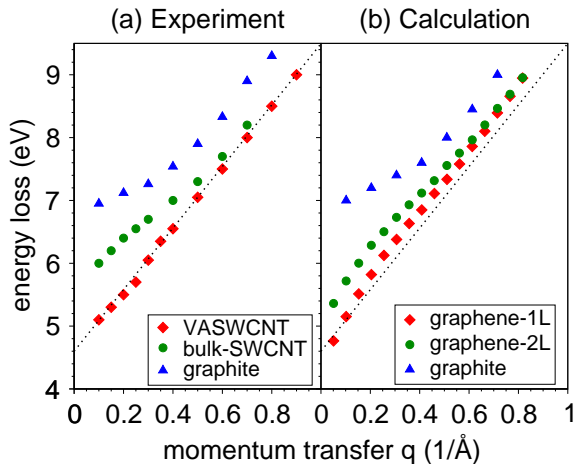 (a) Experiment
(b) Calculation
energy loss (eV)
9
8
7
6
5
4
VASWCNT
bulk-SWCNT
graphite
graphene-1L
graphene-2L
graphite
0 0.2 0.4 0.6 0.8 0 0.2 0.4 0.6 0.8 1
momentum transfer q (1/Å)